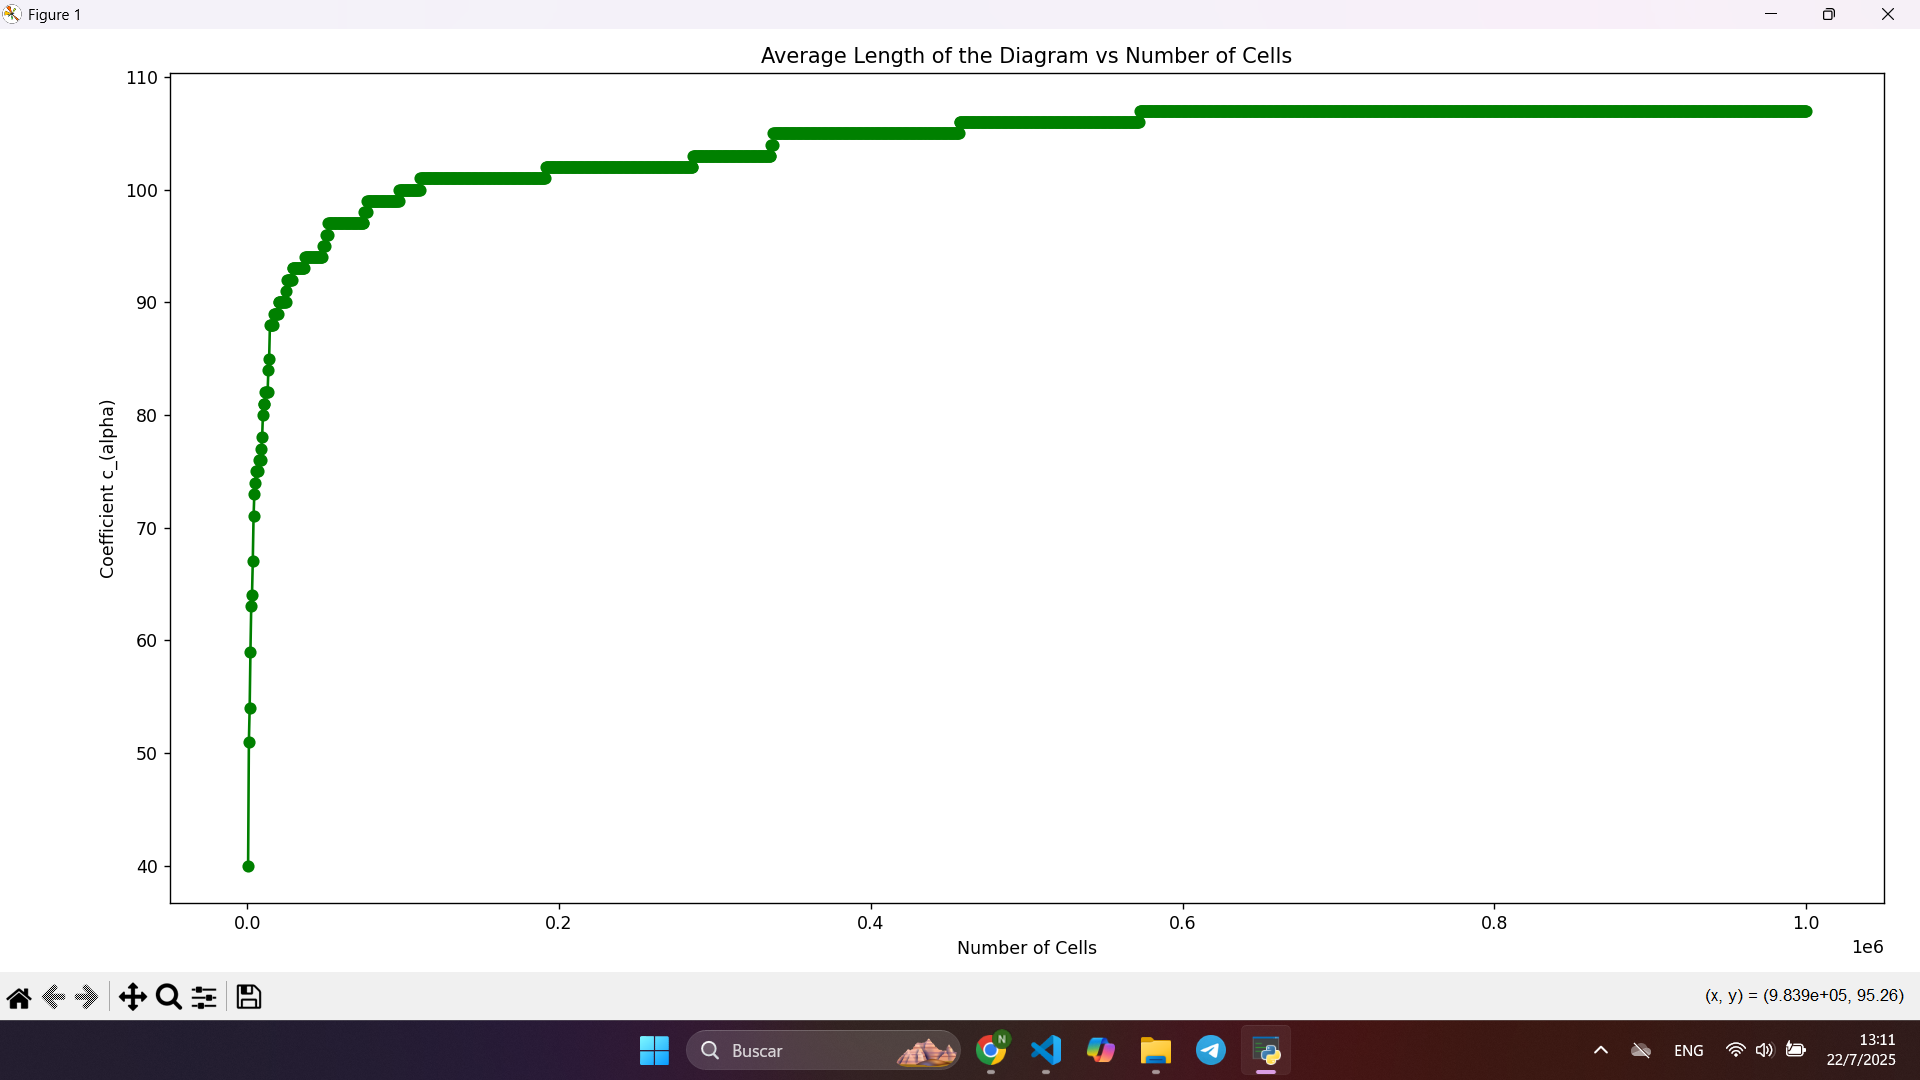 Figure 1
Average Length of the Diagram vs Number of Cells
110
100
90
80
70
60
50
40
Coefficient c_(alpha)
0.0 0.2 0.4 0.6 0.8 1.0
1e6
Number of Cells
(x, y) = (9.839e+05, 95.26)
Buscar
N
ENG
13:11
22/7/2025